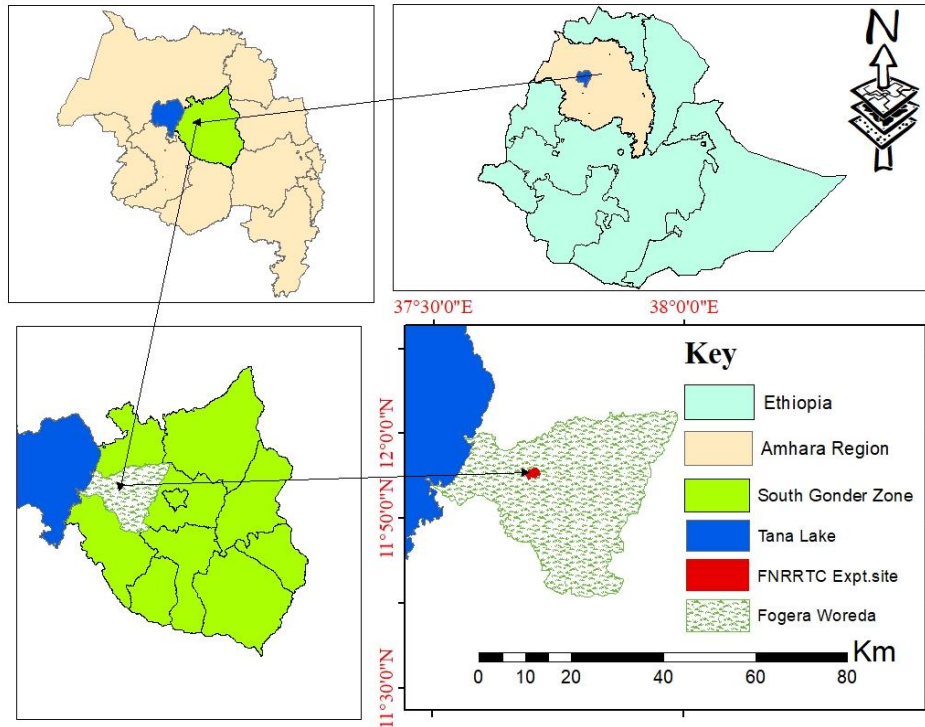 N
37°30'0"E
38°0'0"E
12°0'0"N
11°50'0"N
11°30'0"N
Key
Ethiopia
Amhara Region
South Gonder Zone
Tana Lake
FNRRTC Expt.site
Fogera Woreda
Km
0 10 20 40 60 80